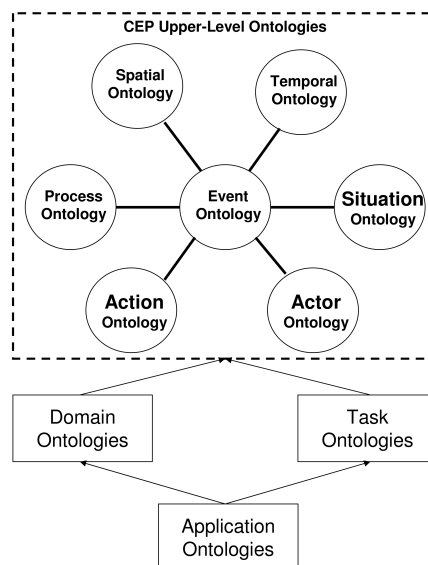 CEP Upper-Level Ontologies
Spatial
Ontology
Temporal
Ontology
Process
Ontology
Event
Ontology
Situation
Ontology
Action
Ontology
Actor
Ontology
Domain
Ontologies
Task
Ontologies
Application
Ontologies